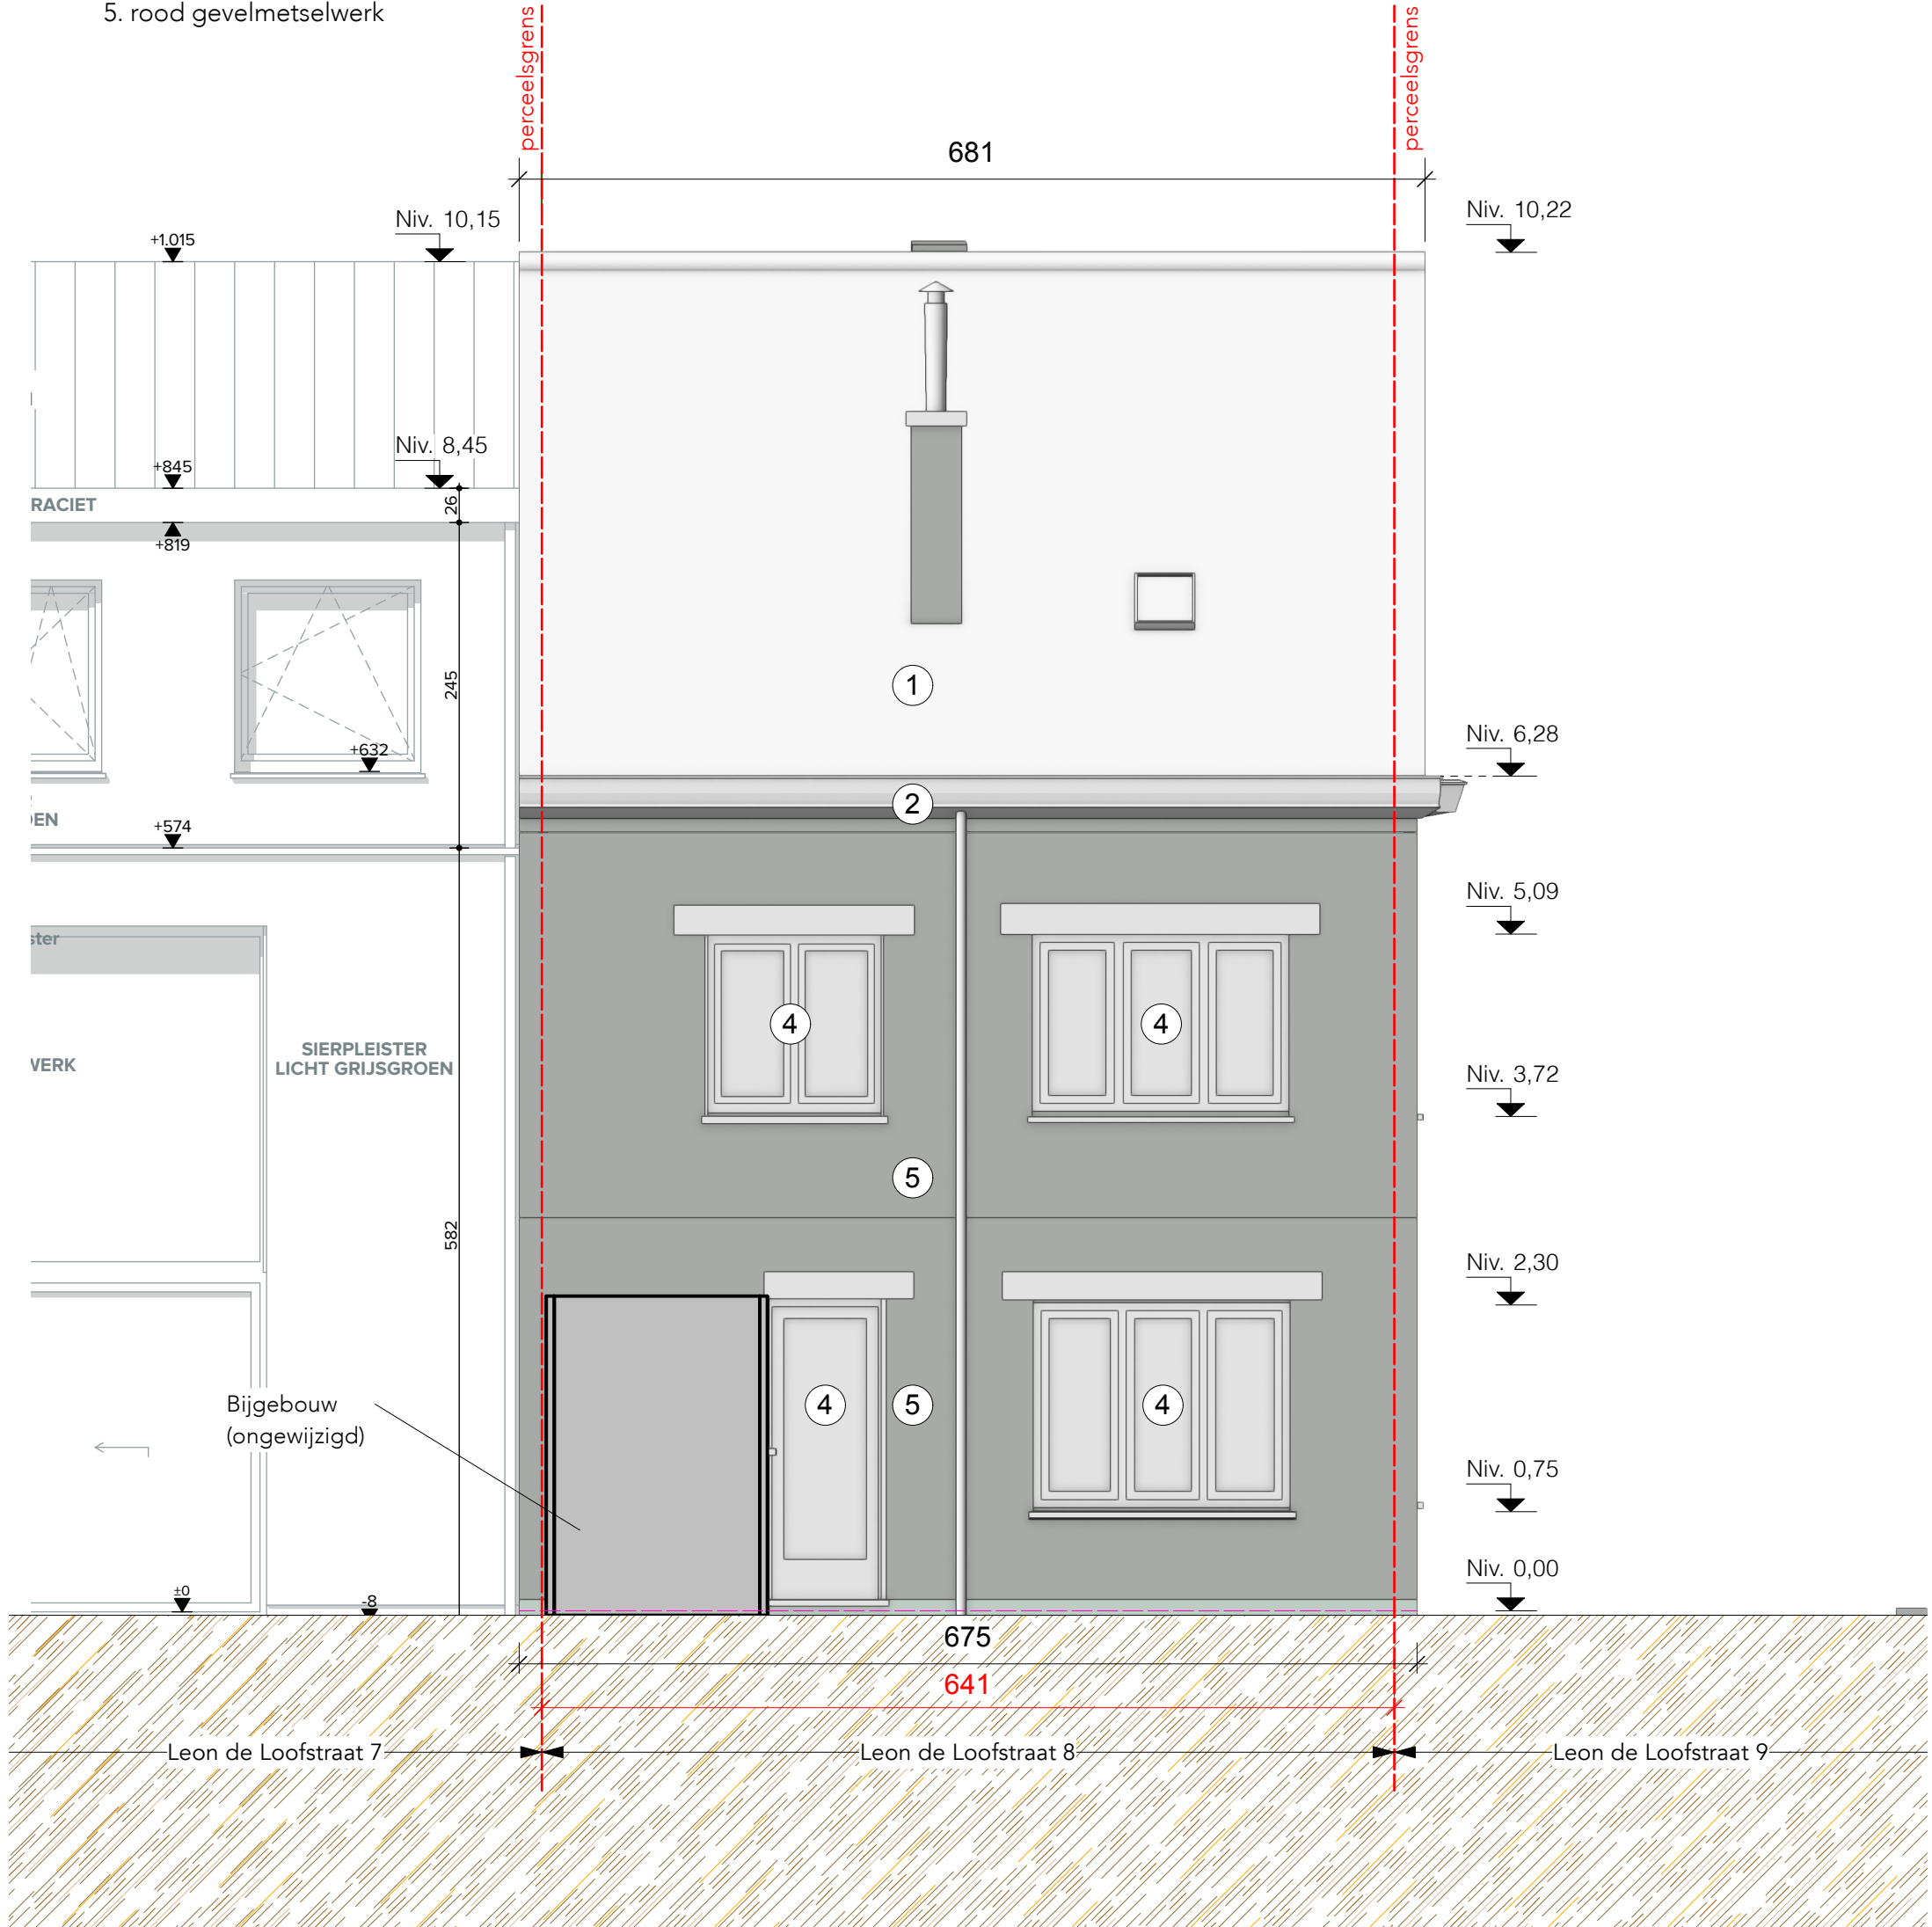 5. rood gevelmetselwerk
perceelsgrens
perceelsgrens
681
Niv. 10,15
Niv. 10,22
+1.015
Niv. 8,45
+845
26
RACIET
+819
245
1
+632
Niv. 6,28
2
+574
Niv. 5,09
4
4
SIERPLEISTER
LICHT GRIJSGROEN
Niv. 3,72
5
582
Niv. 2,30
Bijgebouw
(ongewijzigd)
4
5
4
Niv. 0,75
Niv. 0,00
±0
-8
675
641
Leon de Loofstraat 7
Leon de Loofstraat 8
Leon de Loofstraat 9